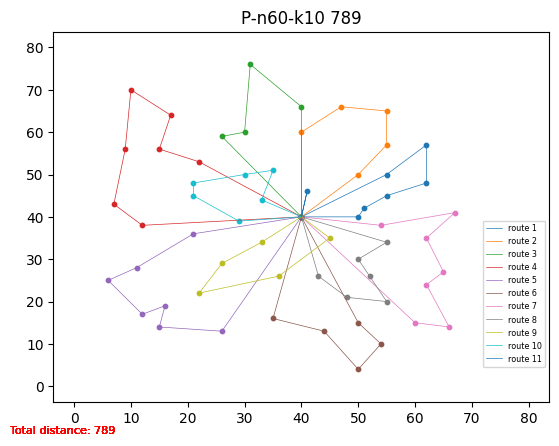 P-n60-k10 789
80
70
60
50
40
30
20
10
0
0 10 20 30 40 50 60 70 80
route 1
route 2
route 3
route 4
route 5
route 6
route 7
route 8
route 9
route 10
route 11
Total distance: 789